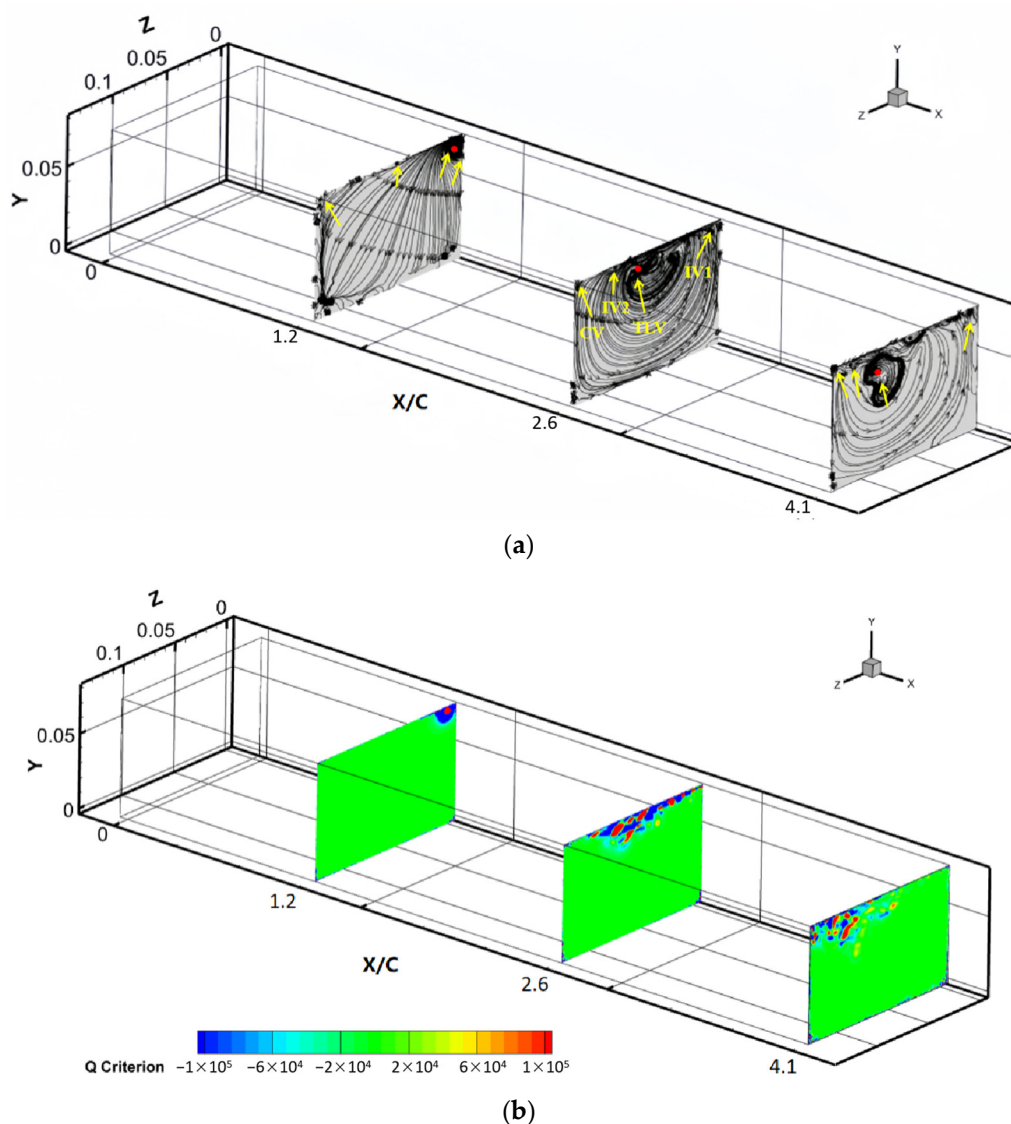 Z
0
0.05
0.1
Y
Z
X
0.05
Y
0
0
IV1
IV2
CV
TLV
1.2
X/C
2.6
4.1
(a)
Z
0
0.05
0.1
Y
Z
X
0.05
Y
0
0
1.2
X/C
2.6
4.1
Q Criterion −1×10⁵ −6×10⁴ −2×10⁴ 2×10⁴ 6×10⁴ 1×10⁵
(b)